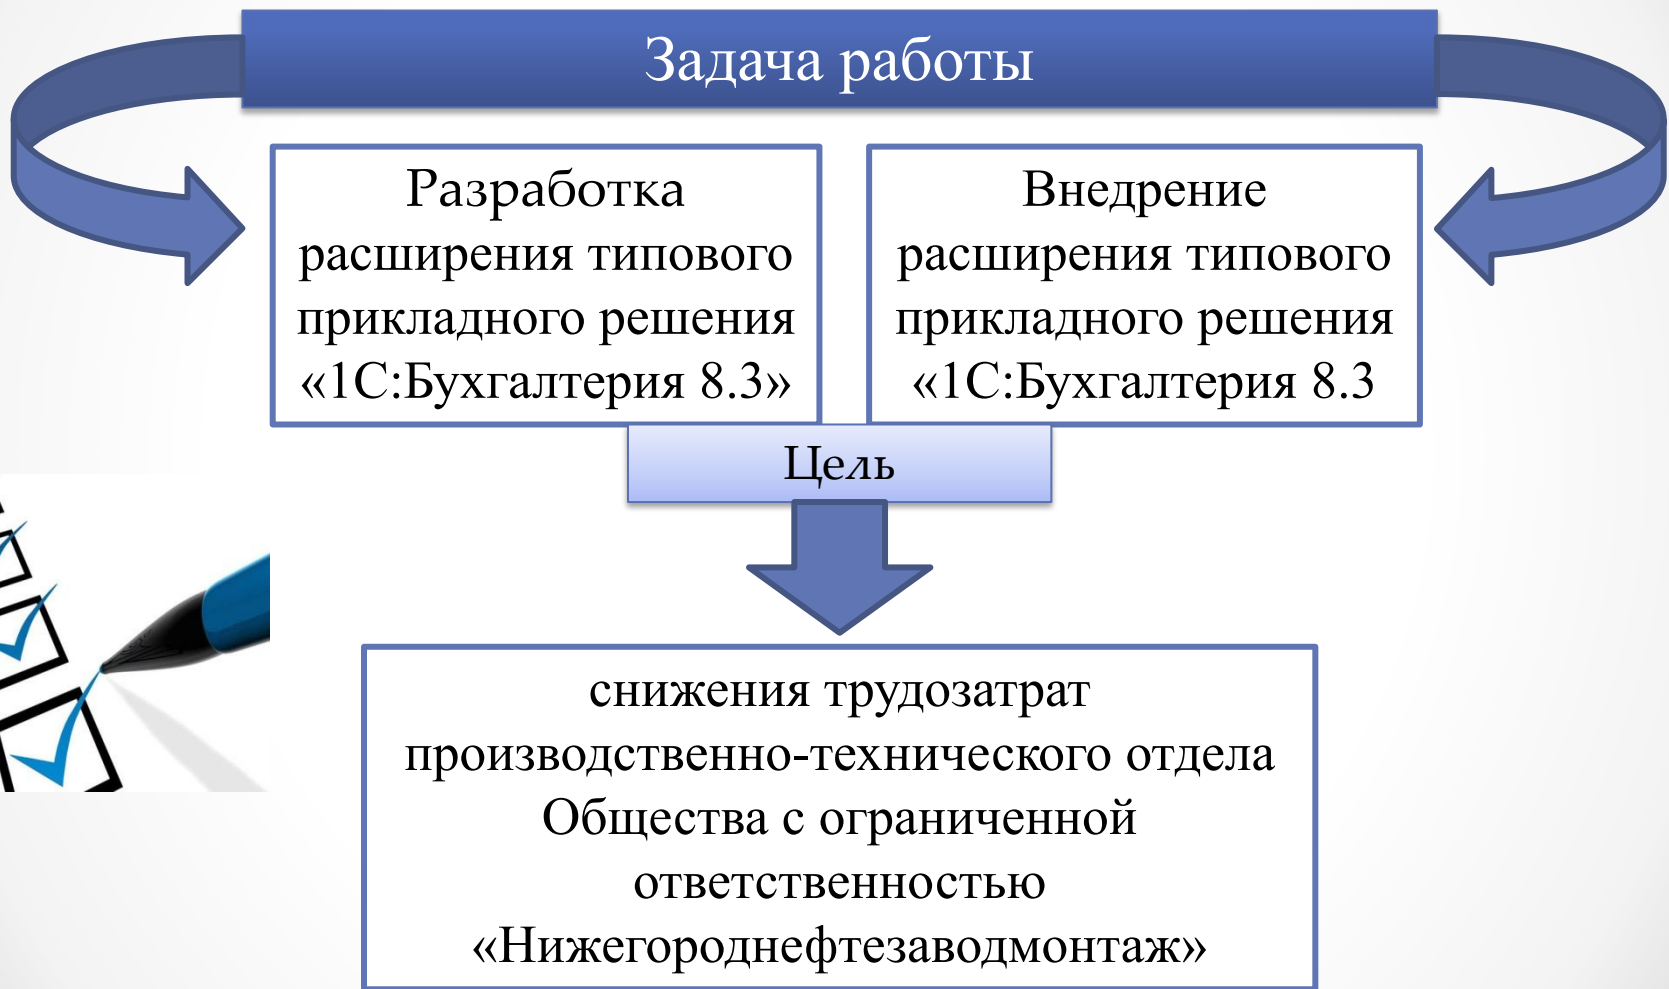 Задача работы
Разработка
расширения типового
прикладного решения
«1С:Бухгалтерия 8.3»
Внедрение
расширения типового
прикладного решения
«1С:Бухгалтерия 8.3
Цель
снижения трудозатрат
производственно-технического отдела
Общества с ограниченной
ответственностью
«Нижегороднефтезаводмонтаж»